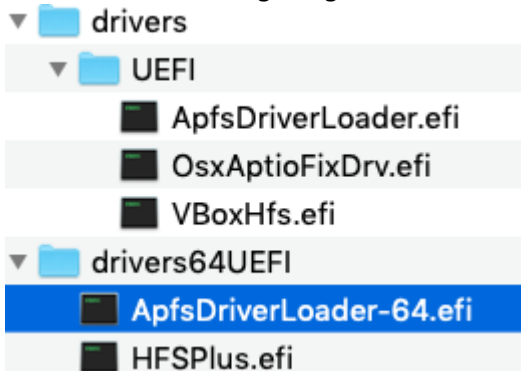 drivers
UEFI
ApfsDriverLoader.efi
OsxAptioFixDrv.efi
VBoxHfs.efi
drivers64UEFI
ApfsDriverLoader-64.efi
HFSPlus.efi